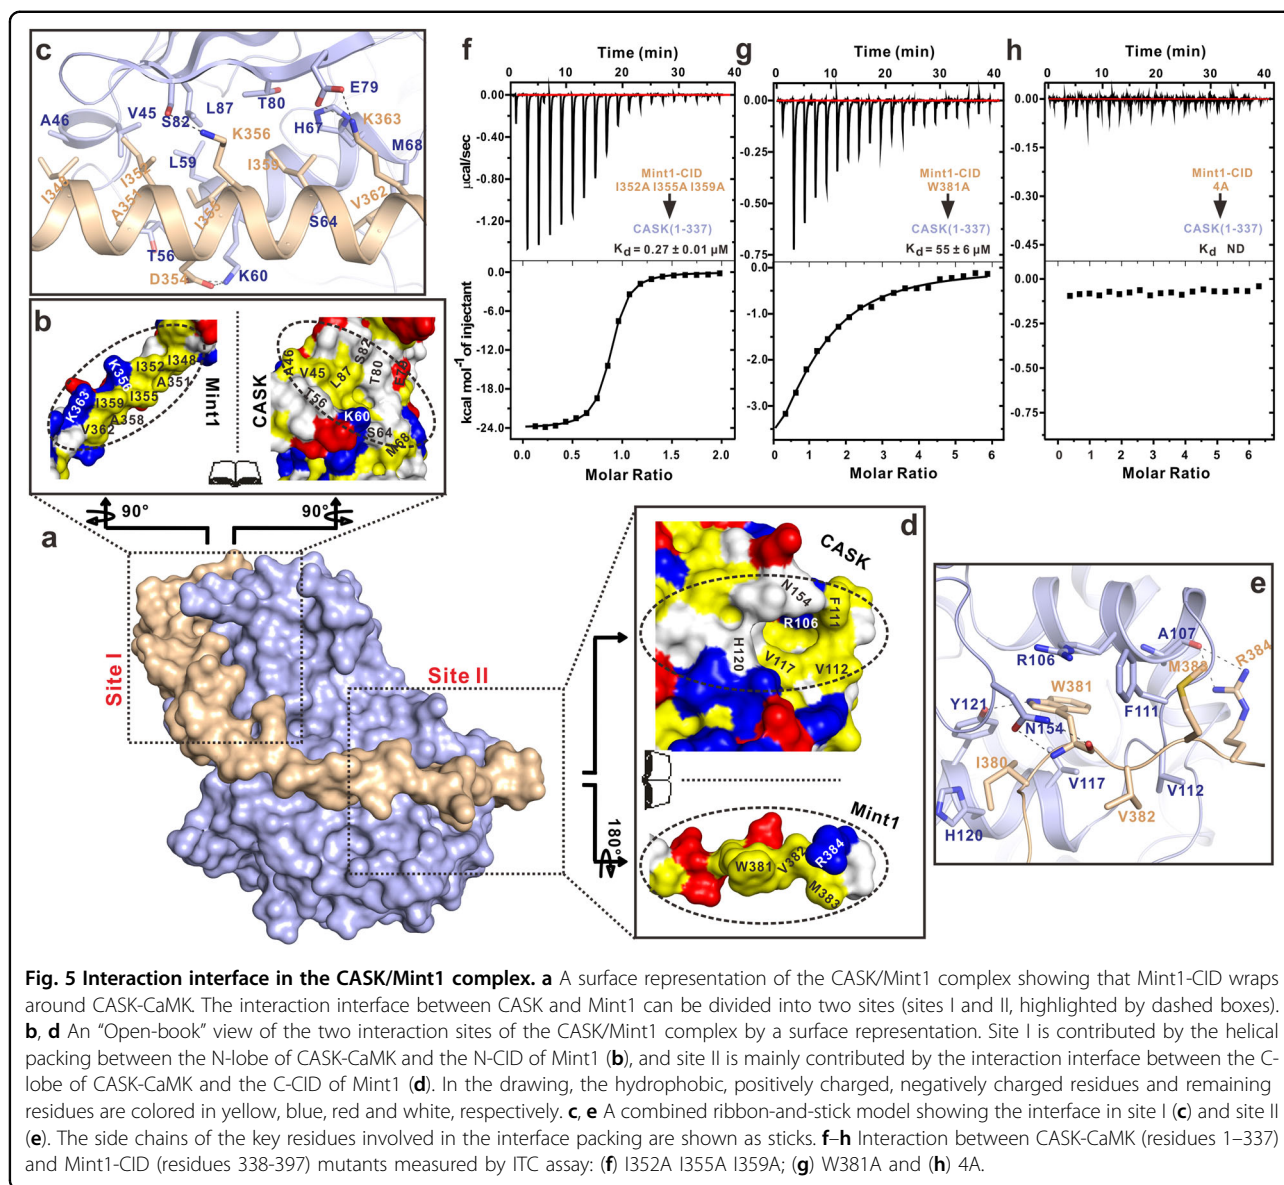 c
E79
L87
T80
V45
A46
S82
K356
H67
K363
M68
L59
I359
I352
I348
A351
I355
S64
V362
T56
D354
K60
b
K356
I352
I348
A351
I355
I359
K363
A358
V362
Mint1
CASK
A46
V45
L87
S82
T80
E79
T56
K60
S64
M68
90°
90°
a
Site I
Site II
f
Time (min)
0 10 20 30 40
0.00
-0.40
-0.80
-1.20
µcal/sec
Mint1-CID
I352A I355A I359A
CASK(1-337)
Kd = 0.27 ± 0.01 µM
0.0
-6.0
-12.0
-18.0
-24.0
kcal mol-1 of injectant
0.0 0.5 1.0 1.5 2.0
Molar Ratio
g
Time (min)
0 10 20 30 40
0.00
-0.25
-0.50
-0.75
Mint1-CID
W381A
CASK(1-337)
Kd = 55 ± 6 µM
0.0
-1.0
-2.0
-3.0
0 1 2 3 4 5 6
Molar Ratio
h
Time (min)
0 10 20 30 40
0.00
-0.15
-0.30
-0.45
Mint1-CID
4A
CASK(1-337)
Kd ND
0.00
-0.25
-0.50
-0.75
0 1 2 3 4 5 6
Molar Ratio
d
CASK
N154
F111
R106
H120
V117
V112
180°
Mint1
W381
V382
R384
M383
e
A107
R384
R106
M383
W381
Y121
F111
N154
I380
V117
V112
V382
H120
Fig. 5 Interaction interface in the CASK/Mint1 complex. a A surface representation of the CASK/Mint1 complex showing that Mint1-CID wraps
around CASK-CaMK. The interaction interface between CASK and Mint1 can be divided into two sites (sites I and II, highlighted by dashed boxes).
b, d An “Open-book” view of the two interaction sites of the CASK/Mint1 complex by a surface representation. Site I is contributed by the helical
packing between the N-lobe of CASK-CaMK and the N-CID of Mint1 (b), and site II is mainly contributed by the interaction interface between the C-
lobe of CASK-CaMK and the C-CID of Mint1 (d). In the drawing, the hydrophobic, positively charged, negatively charged residues and remaining
residues are colored in yellow, blue, red and white, respectively. c, e A combined ribbon-and-stick model showing the interface in site I (c) and site II
(e). The side chains of the key residues involved in the interface packing are shown as sticks. f–h Interaction between CASK-CaMK (residues 1–337)
and Mint1-CID (residues 338-397) mutants measured by ITC assay: (f) I352A I355A I359A; (g) W381A and (h) 4A.